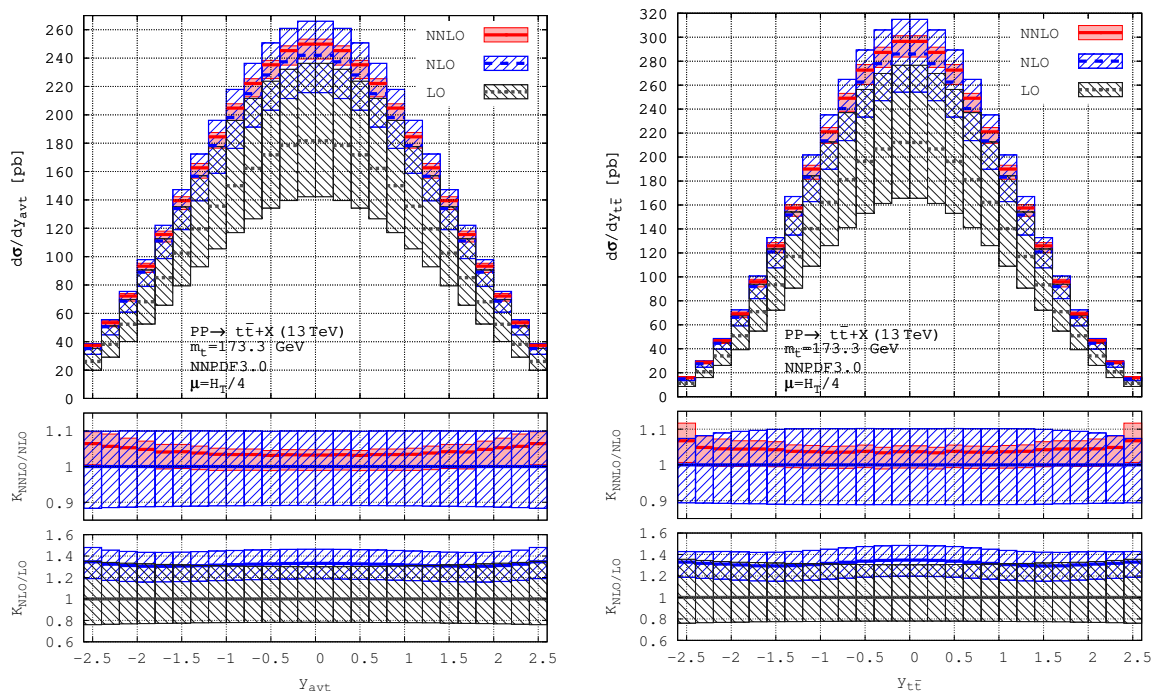 260
240
220
200
180
160
140
120
100
80
60
40
20
0
dσ/dy_avt [pb]
NNLO
NLO
LO
PP→ tt̄+X (13 TeV)
m_t=173.3 GeV
NNPDF3.0
μ=H_T/4
1.1
1
0.9
K_NNLO/NLO
1.6
1.4
1.2
1
0.8
0.6
K_NLO/LO
−2.5 −2 −1.5 −1 −0.5 0 0.5 1 1.5 2 2.5
y_avt
320
300
280
260
240
220
200
180
160
140
120
100
80
60
40
20
0
dσ/dy_tt̄ [pb]
NNLO
NLO
LO
PP→ tt̄+X (13 TeV)
m_t=173.3 GeV
NNPDF3.0
μ=H_T/4
1.1
1
0.9
K_NNLO/NLO
1.6
1.4
1.2
1
0.8
0.6
K_NLO/LO
−2.5 −2 −1.5 −1 −0.5 0 0.5 1 1.5 2 2.5
y_tt̄